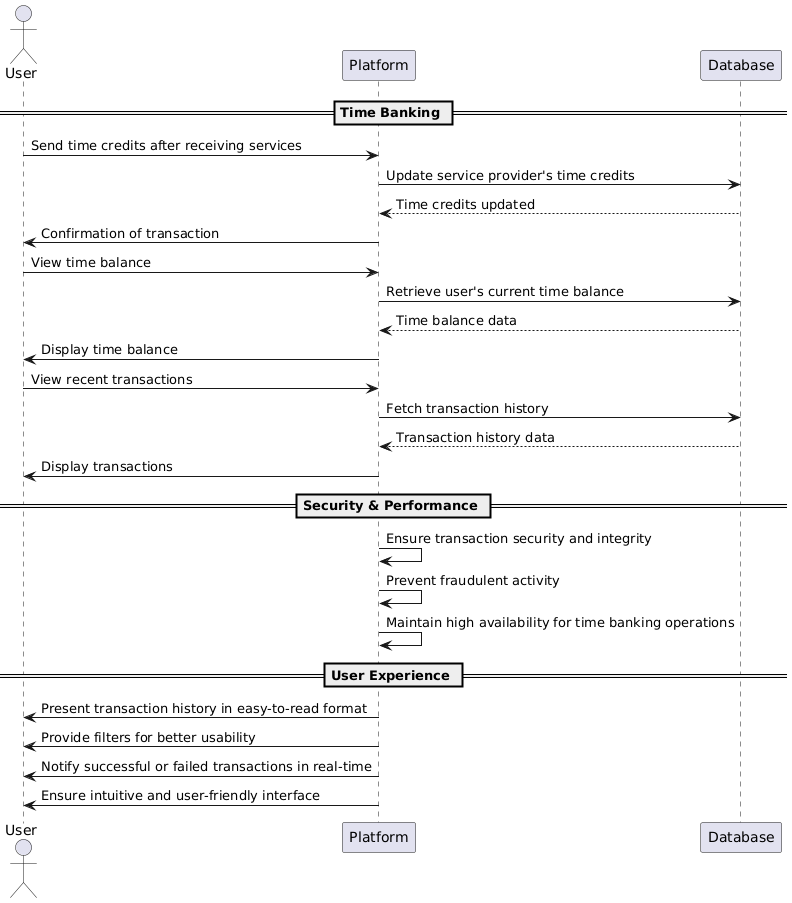 User
Platform
Database
Time Banking
Send time credits after receiving services
Update service provider's time credits
Time credits updated
Confirmation of transaction
View time balance
Retrieve user's current time balance
Time balance data
Display time balance
View recent transactions
Fetch transaction history
Transaction history data
Display transactions
Security & Performance
Ensure transaction security and integrity
Prevent fraudulent activity
Maintain high availability for time banking operations
User Experience
Present transaction history in easy-to-read format
Provide filters for better usability
Notify successful or failed transactions in real-time
Ensure intuitive and user-friendly interface
User
Platform
Database